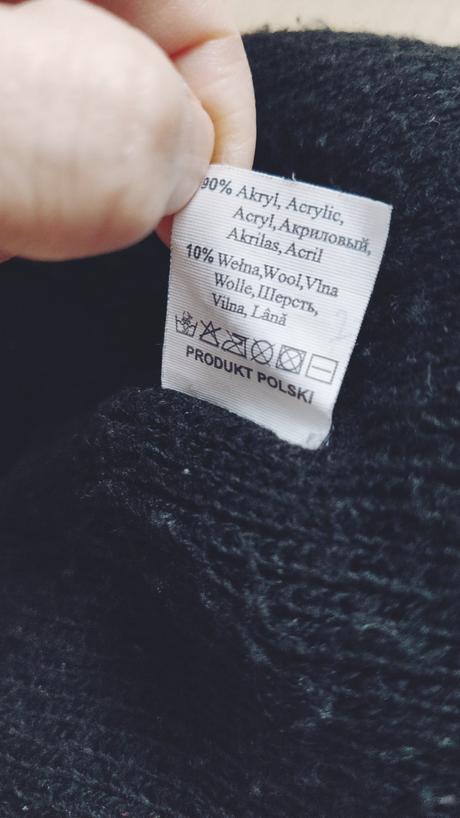 90% Akryl, Acrylic,
Acryl,Акриловый,
Akrilas,Acril
10% Wełna,Wool,Vlna
Wolle,Шерсть,
Vilna, Lână
PRODUKT POLSKI